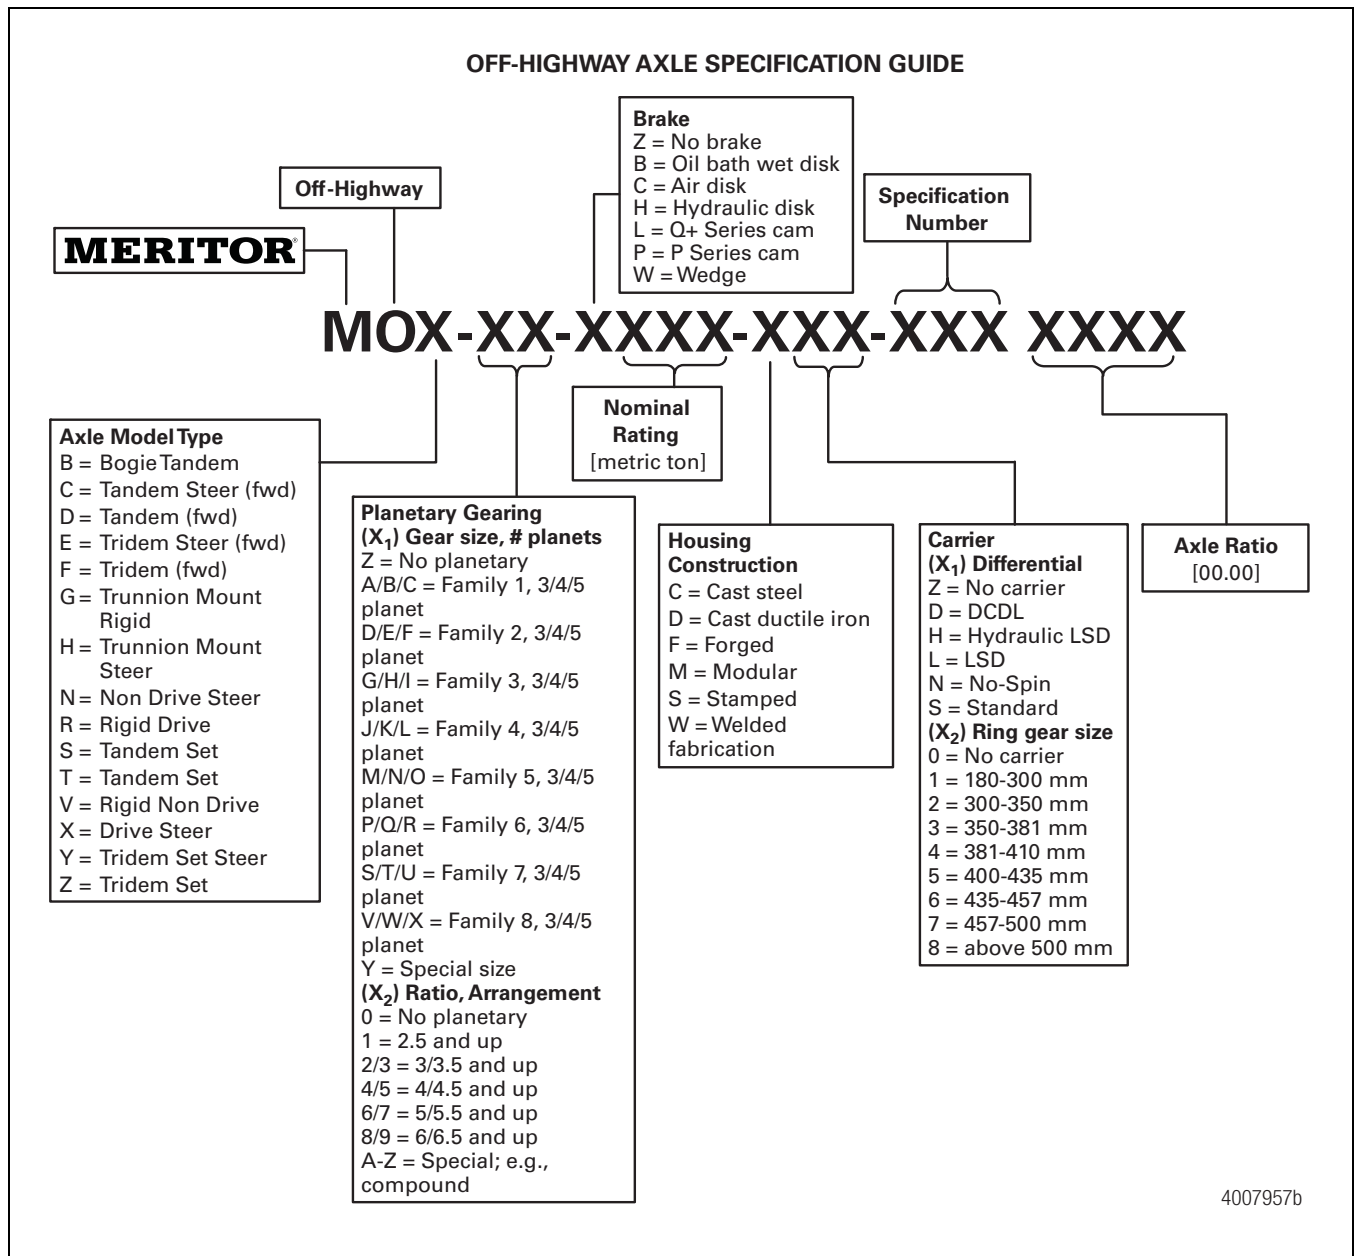 OFF-HIGHWAY AXLE SPECIFICATION GUIDE
Brake
Z = No brake
B = Oil bath wet disk
C = Air disk
H = Hydraulic disk
L = Q+ Series cam
P = P Series cam
W = Wedge
Off-Highway
Specification
Number
MERITOR®
MOX-XX-XXXX-XXX-XXX XXXX
Nominal
Rating
[metric ton]
Axle Model Type
B = Bogie Tandem
C = Tandem Steer (fwd)
D = Tandem (fwd)
E = Tridem Steer (fwd)
F = Tridem (fwd)
G = Trunnion Mount
Rigid
H = Trunnion Mount
Steer
N = Non Drive Steer
R = Rigid Drive
S = Tandem Set
T = Tandem Set
V = Rigid Non Drive
X = Drive Steer
Y = Tridem Set Steer
Z = Tridem Set
Planetary Gearing
(X₁) Gear size, # planets
Z = No planetary
A/B/C = Family 1, 3/4/5
planet
D/E/F = Family 2, 3/4/5
planet
G/H/I = Family 3, 3/4/5
planet
J/K/L = Family 4, 3/4/5
planet
M/N/O = Family 5, 3/4/5
planet
P/Q/R = Family 6, 3/4/5
planet
S/T/U = Family 7, 3/4/5
planet
V/W/X = Family 8, 3/4/5
planet
Y = Special size
(X₂) Ratio, Arrangement
0 = No planetary
1 = 2.5 and up
2/3 = 3/3.5 and up
4/5 = 4/4.5 and up
6/7 = 5/5.5 and up
8/9 = 6/6.5 and up
A-Z = Special; e.g.,
compound
Housing
Construction
C = Cast steel
D = Cast ductile iron
F = Forged
M = Modular
S = Stamped
W = Welded
fabrication
Carrier
(X₁) Differential
Z = No carrier
D = DCDL
H = Hydraulic LSD
L = LSD
N = No-Spin
S = Standard
(X₂) Ring gear size
0 = No carrier
1 = 180-300 mm
2 = 300-350 mm
3 = 350-381 mm
4 = 381-410 mm
5 = 400-435 mm
6 = 435-457 mm
7 = 457-500 mm
8 = above 500 mm
Axle Ratio
[00.00]
4007957b